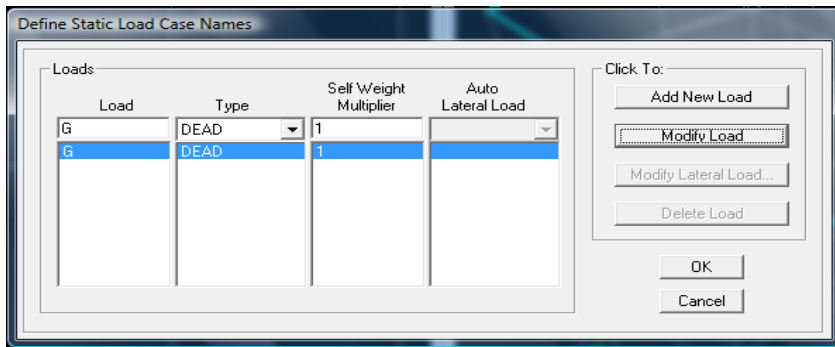 Define Static Load Case Names
Loads
Load Type Self Weight Multiplier Auto Lateral Load
G DEAD 1
G DEAD 1
Click To:
Add New Load
Modify Load
Modify Lateral Load...
Delete Load
OK
Cancel